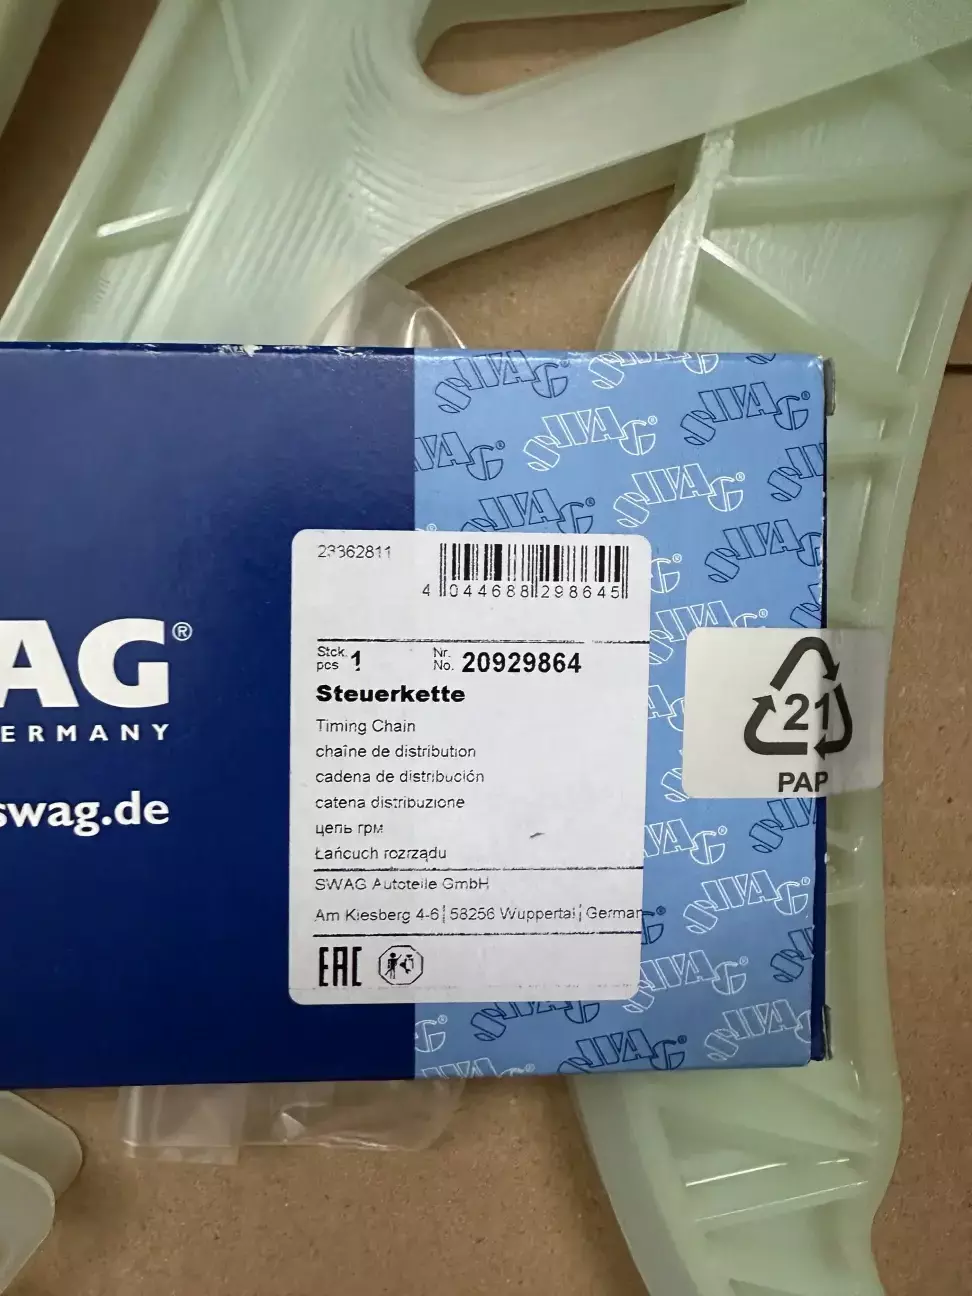 23362811
4 044688 298645
Stck.
pcs 1
Nr.
No. 20929864
Steuerkette
Timing Chain
chaîne de distribution
cadena de distribución
catena distribuzione
цепь грм
Łańcuch rozrządu
SWAG Autoteile GmbH
Am Kiesberg 4-6 | 58256 Wuppertal | German
EAC
AG®
ERMANY
swag.de
21
PAP
SWAG®